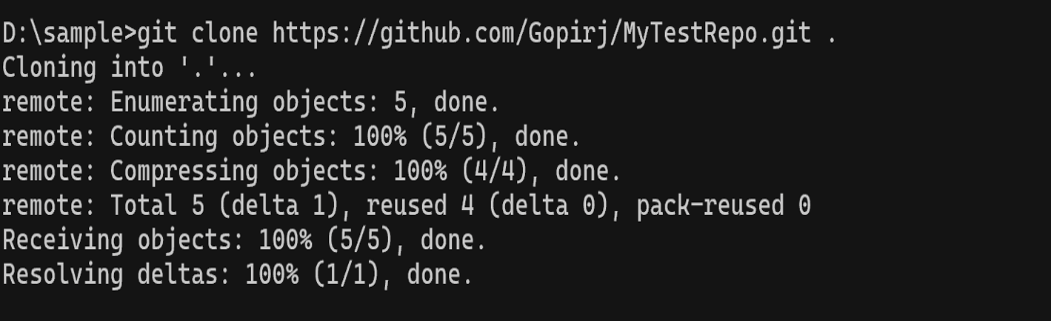 D:\sample>git clone https://github.com/Gopirj/MyTestRepo.git .
Cloning into '.'...
remote: Enumerating objects: 5, done.
remote: Counting objects: 100% (5/5), done.
remote: Compressing objects: 100% (4/4), done.
remote: Total 5 (delta 1), reused 4 (delta 0), pack-reused 0
Receiving objects: 100% (5/5), done.
Resolving deltas: 100% (1/1), done.